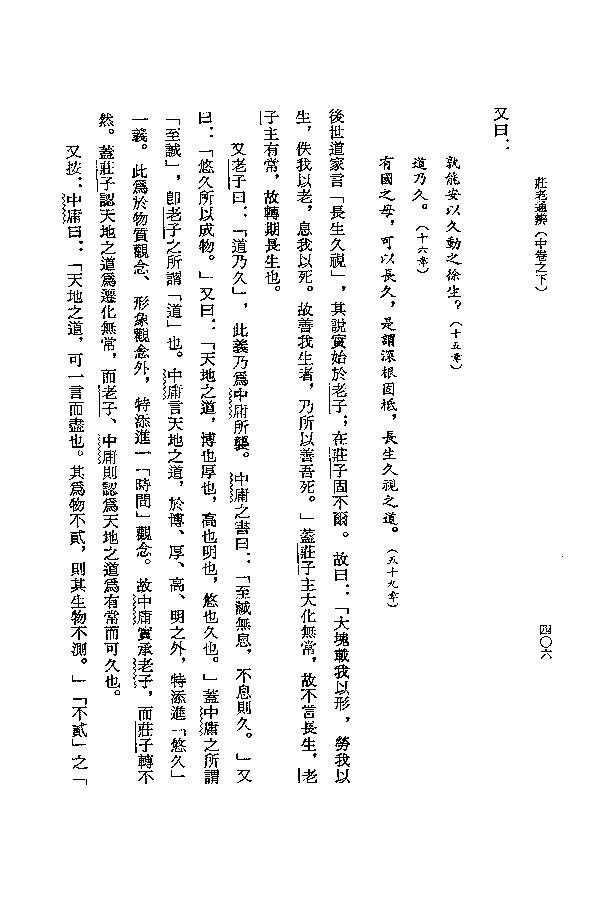 莊老通辨（中卷之下）
四〇六
又曰：
孰能安以久動之徐生？（十五章）
道乃久。（十六章）
有國之母，可以長久，是謂深根固柢，長生久視之道。（五十九章）
後世道家言「長生久視」，其說實始於老子；在莊子固不爾。故曰：「大塊載我以形，勞我以
生，佚我以老，息我以死。故善我生者，乃所以善吾死。」蓋莊子主大化無常，故不言長生，老
子主有常，故轉期長生也。
又老子曰：「道乃久」，此義乃爲中庸所襲。中庸之書曰：「至誠無息，不息則久。」又
曰：「悠久所以成物。」又曰：「天地之道，博也厚也，高也明也，悠也久也。」蓋中庸之所謂
「至誠」，卽老子之所謂「道」也。中庸言天地之道，於博、厚、高、明之外，特添進「悠久」
一義。此爲於物質觀念、形象觀念外，特添進一「時間」觀念。故中庸實承老子，而莊子轉不
然。蓋莊子認天地之道爲遷化無常，而老子、中庸則認爲天地之道爲有常而可久也。
又按：中庸曰：「天地之道，可一言而盡也。其爲物不貳，則其生物不測。」「不貳」之「